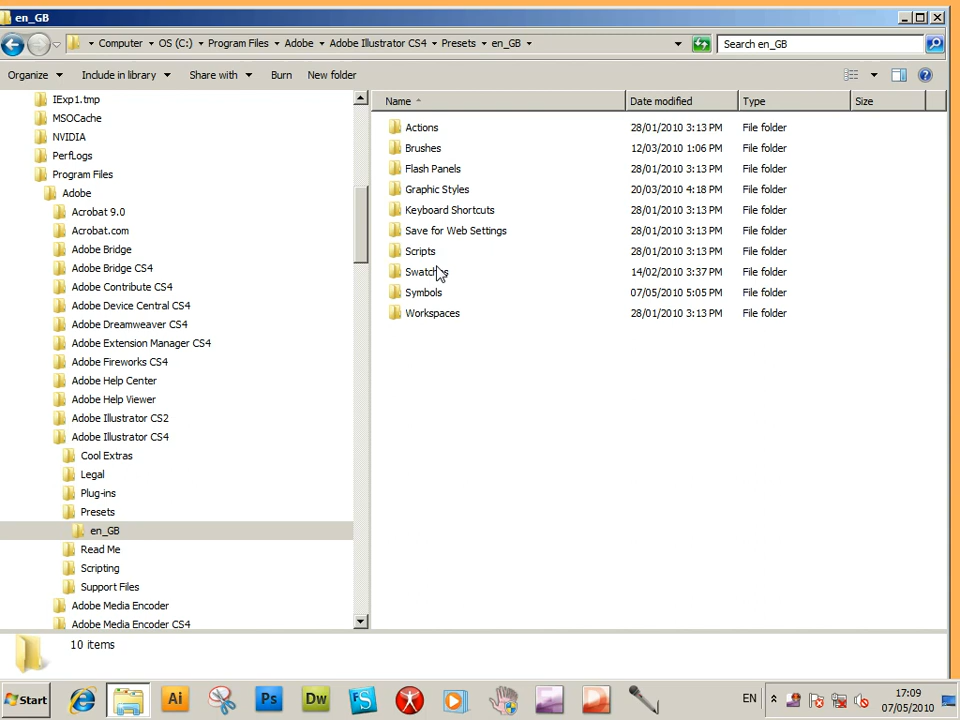 en_GB
Computer OS (C:) Program Files Adobe Adobe Illustrator CS4 Presets en_GB Search en_GB
Organize Include in library Share with Burn New folder
IExp1.tmp
MSOCache
NVIDIA
PerfLogs
Program Files
Adobe
Acrobat 9.0
Acrobat.com
Adobe Bridge
Adobe Bridge CS4
Adobe Contribute CS4
Adobe Device Central CS4
Adobe Dreamweaver CS4
Adobe Extension Manager CS4
Adobe Fireworks CS4
Adobe Help Center
Adobe Help Viewer
Adobe Illustrator CS2
Adobe Illustrator CS4
Cool Extras
Legal
Plug-ins
Presets
en_GB
Read Me
Scripting
Support Files
Adobe Media Encoder
Adobe Media Encoder CS4
Name Date modified Type Size
Actions 28/01/2010 3:13 PM File folder
Brushes 12/03/2010 1:06 PM File folder
Flash Panels 28/01/2010 3:13 PM File folder
Graphic Styles 20/03/2010 4:18 PM File folder
Keyboard Shortcuts 28/01/2010 3:13 PM File folder
Save for Web Settings 28/01/2010 3:13 PM File folder
Scripts 28/01/2010 3:13 PM File folder
Swatches 14/02/2010 3:37 PM File folder
Symbols 07/05/2010 5:05 PM File folder
Workspaces 28/01/2010 3:13 PM File folder
10 items
Start Ai Ps Dw FS EN 17:09
07/05/2010